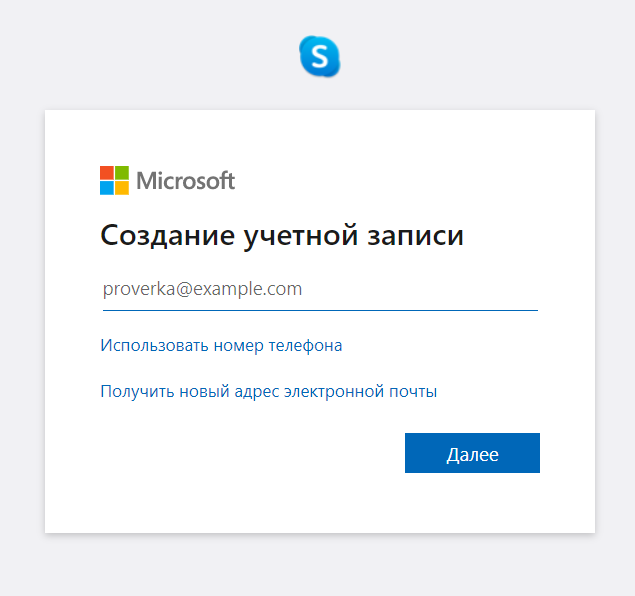 S
Microsoft
Создание учетной записи
proverka@example.com
Использовать номер телефона
Получить новый адрес электронной почты
Далее